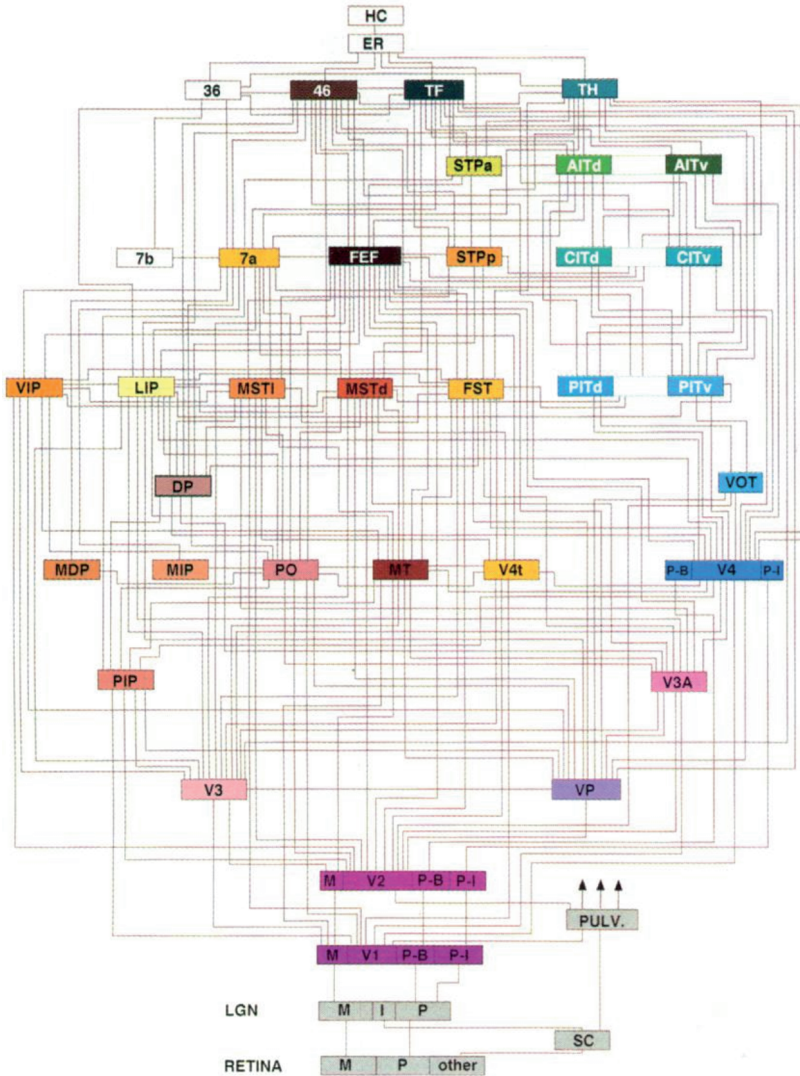 HC
ER
36 46 TF TH
STPa AITd AITv
7b 7a FEF STPp CITd CITv
VIP LIP MSTl MSTd FST PITd PITv
DP VOT
MDP MIP PO MT V4t P-B V4 P-I
PIP V3A
V3 VP
M V2 P-B P-I
PULV.
M V1 P-B P-I
LGN M I P
SC
RETINA M P other